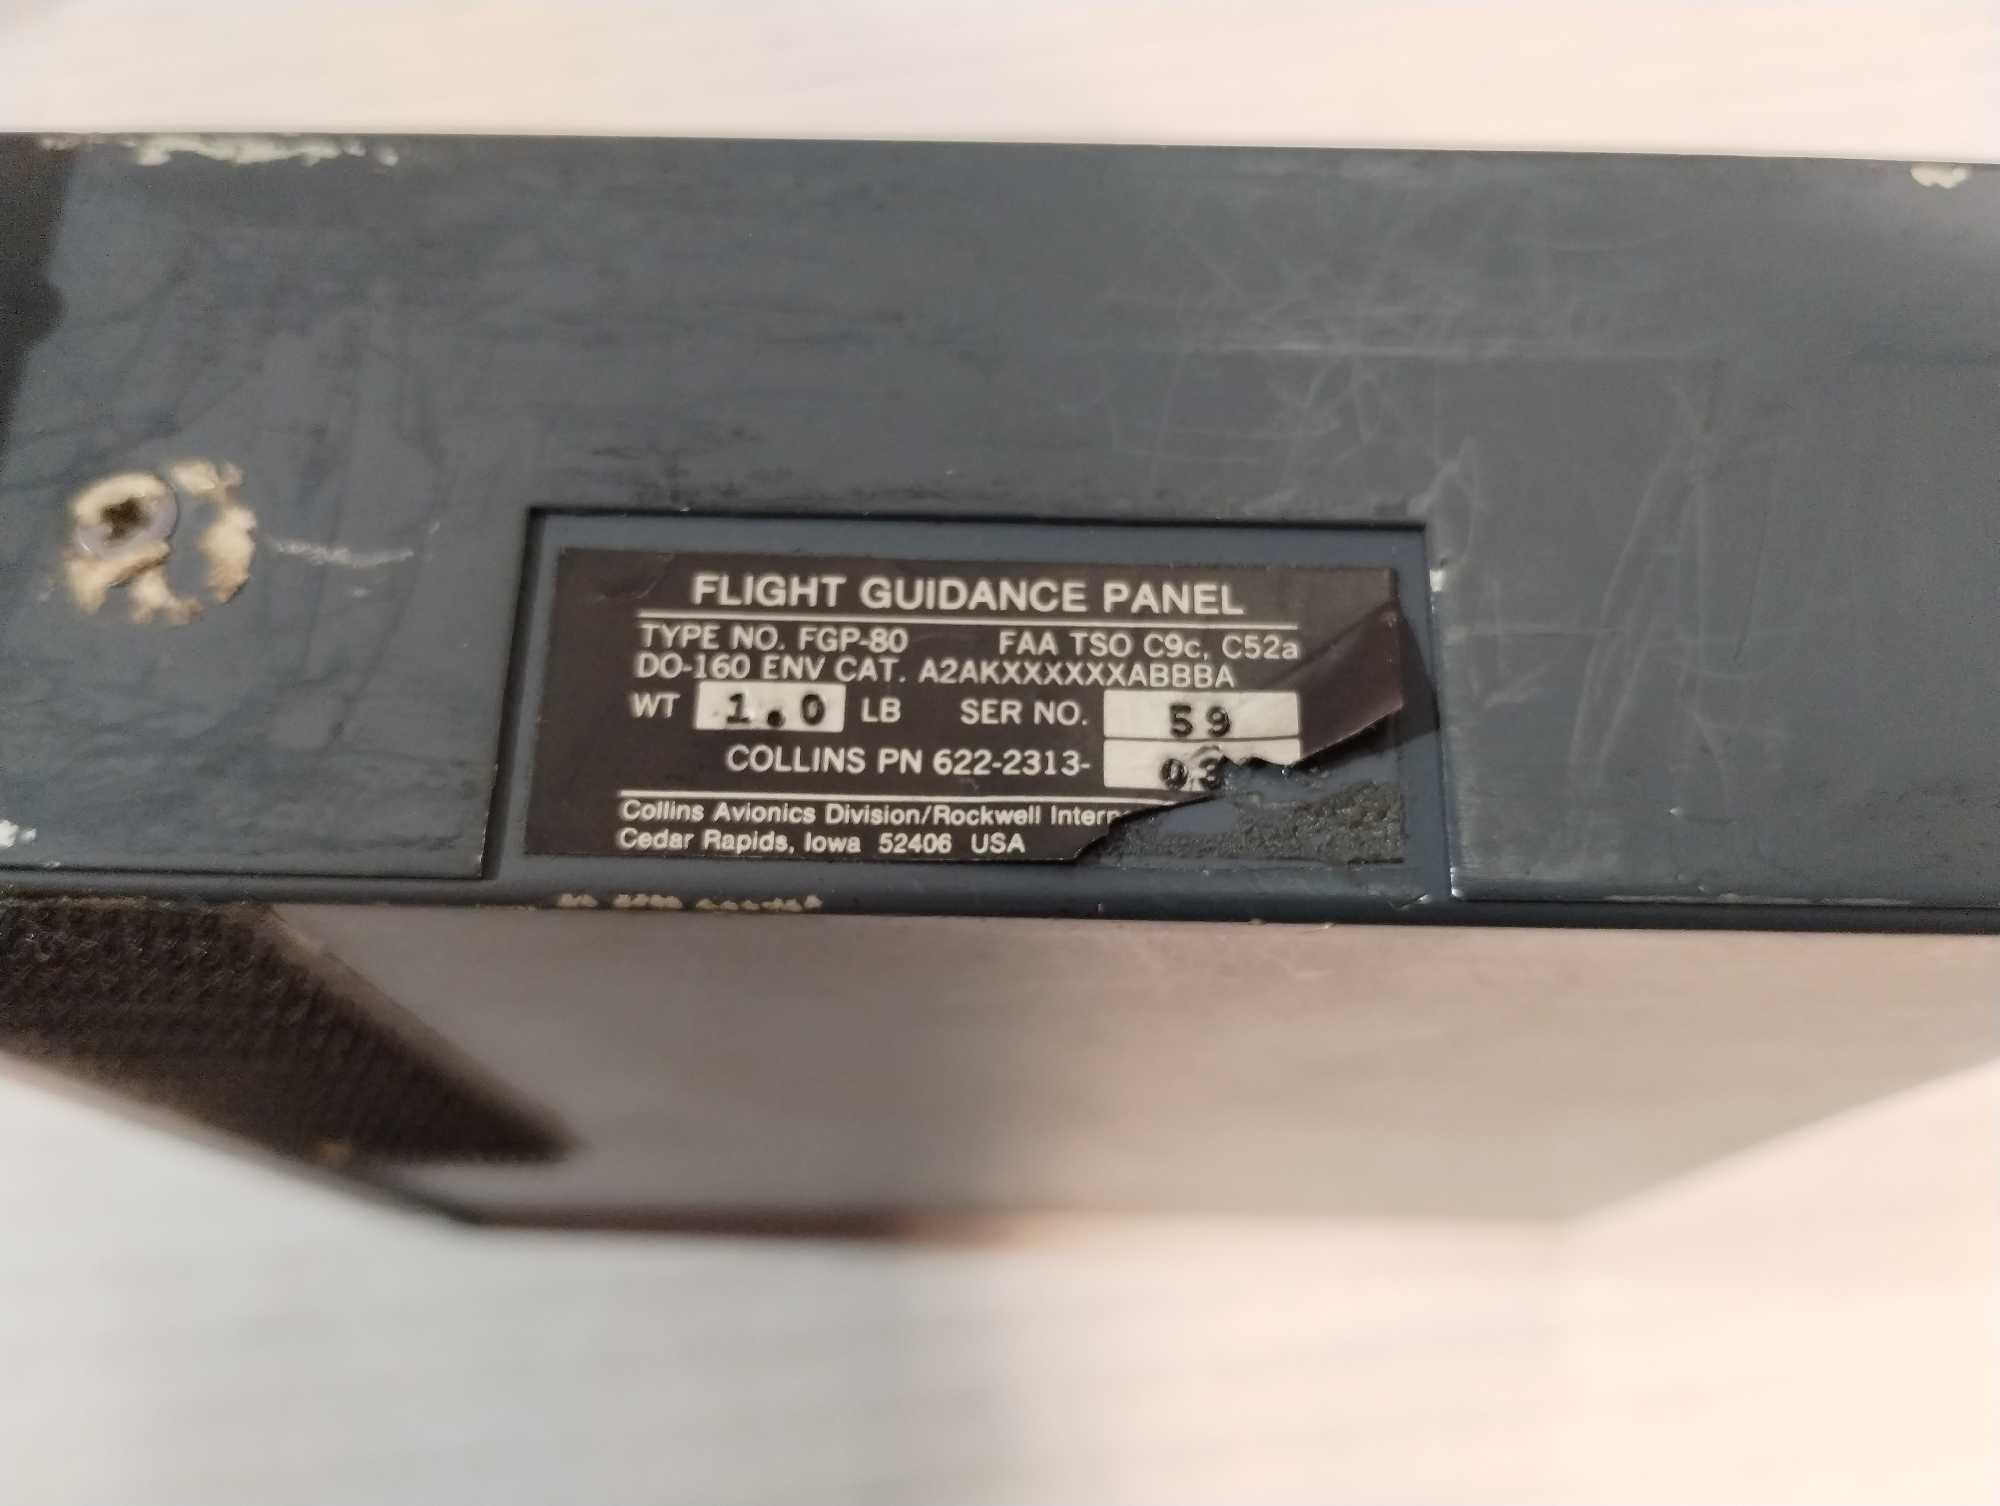 FLIGHT GUIDANCE PANEL
TYPE NO. FGP-80 FAA TSO C9c, C52a
DO-160 ENV CAT. A2AKXXXXXXABBBA
WT 1.0 LB SER NO. 59
COLLINS PN 622-2313-
Collins Avionics Division/Rockwell
Cedar Rapids, Iowa 52406 USA